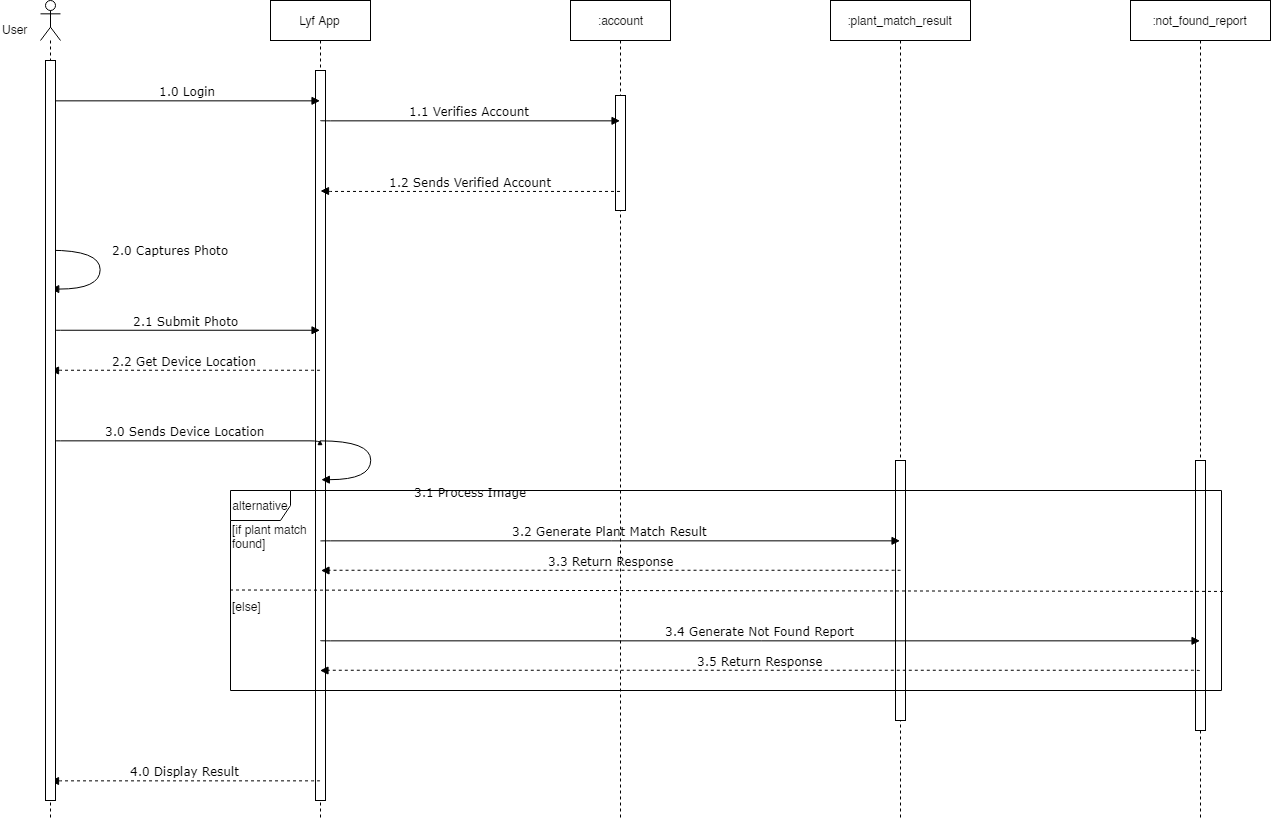 User
Lyf App
:account
:plant_match_result
:not_found_report
1.0 Login
1.1 Verifies Account
1.2 Sends Verified Account
2.0 Captures Photo
2.1 Submit Photo
2.2 Get Device Location
3.0 Sends Device Location
3.1 Process Image
alternative
[if plant match
found]
3.2 Generate Plant Match Result
3.3 Return Response
[else]
3.4 Generate Not Found Report
3.5 Return Response
4.0 Display Result